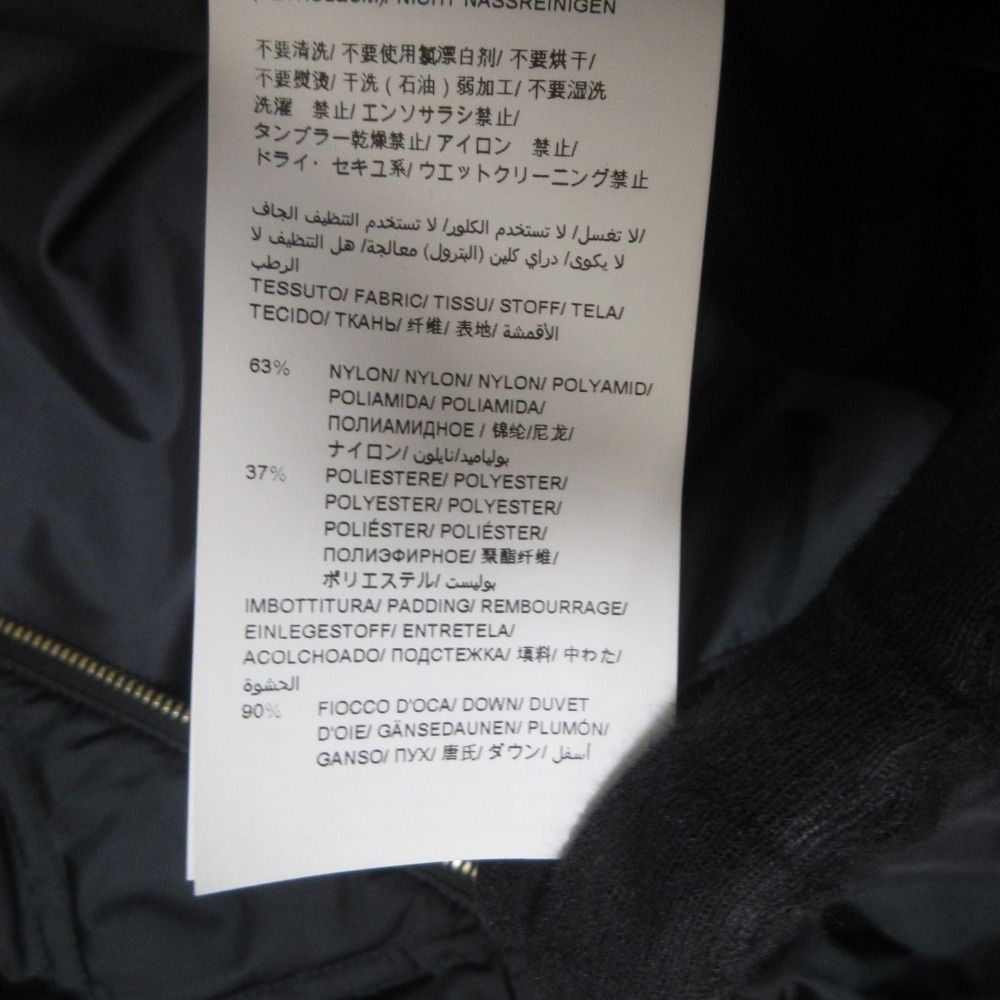 NICHT NASSREINIGEN
不要清洗/ 不要使用氯漂白剂/ 不要烘干/
不要熨烫/ 干洗（石油）弱加工/ 不要湿洗
洗濯　禁止/ エンソサラシ禁止/
タンブラー乾燥禁止/ アイロン　禁止/
ドライ・ セキユ系/ ウエットクリーニング禁止
لا تغسل/ لا تستخدم الكلور/ لا تستخدم التنظيف الجاف/
لا يكوى/ دراي كلين (البترول) معالجة/ هل التنظيف لا
الرطب
TESSUTO/ FABRIC/ TISSU/ STOFF/ TELA/
TECIDO/ ТКАНЬ/ 纤维/ 表地/ الأقمشة
63% NYLON/ NYLON/ NYLON/ POLYAMID/
POLIAMIDA/ POLIAMIDA/
ПОЛИАМИДНОЕ / 锦纶/尼龙/
ナイロン/ بولياميد/نايلون
37% POLIESTERE/ POLYESTER/
POLYESTER/ POLYESTER/
POLIÉSTER/ POLIÉSTER/
ПОЛИЭФИРНОЕ/ 聚酯纤维/
ポリエステル/ بوليست
IMBOTTITURA/ PADDING/ REMBOURRAGE/
EINLEGESTOFF/ ENTRETELA/
ACOLCHOADO/ ПОДСТЕЖКА/ 填料/ 中わた/
الحشوة
90% FIOCCO D'OCA/ DOWN/ DUVET
D'OIE/ GÄNSEDAUNEN/ PLUMÓN/
GANSO/ ПУХ/ 唐氏/ ダウン/ أسفل